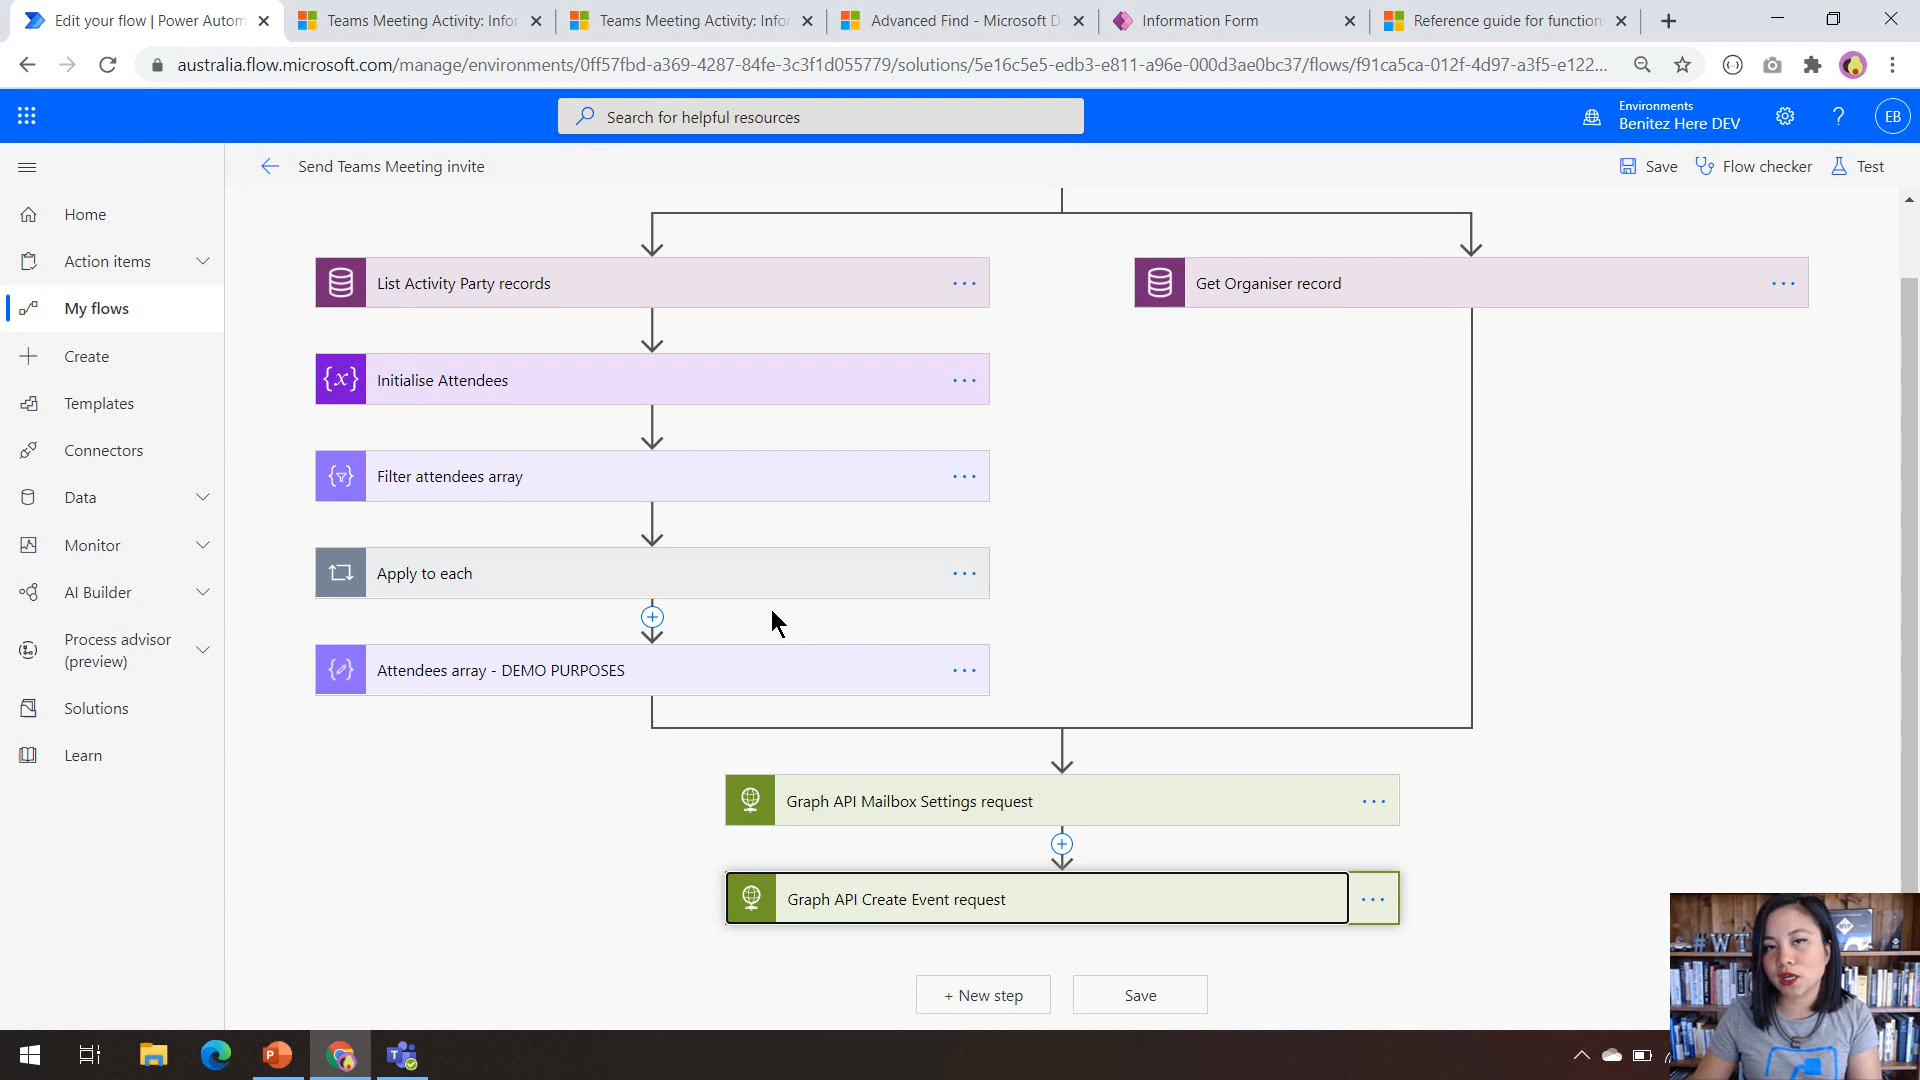 Edit your flow | Power Autom
Teams Meeting Activity: Infor
Teams Meeting Activity: Infor
Advanced Find - Microsoft D
Information Form
Reference guide for function
australia.flow.microsoft.com/manage/environments/0ff57fbd-a369-4287-84fe-3c3f1d055779/solutions/5e16c5e5-edb3-e811-a96e-000d3ae0bc37/flows/f91ca5ca-012f-4d97-a3f5-e122...
Search for helpful resources
Environments
Benitez Here DEV
EB
Send Teams Meeting invite
Save
Flow checker
Test
Home
Action items
My flows
Create
Templates
Connectors
Data
Monitor
AI Builder
Process advisor
(preview)
Solutions
Learn
List Activity Party records
Get Organiser record
Initialise Attendees
Filter attendees array
Apply to each
Attendees array - DEMO PURPOSES
Graph API Mailbox Settings request
Graph API Create Event request
+ New step
Save
#WT